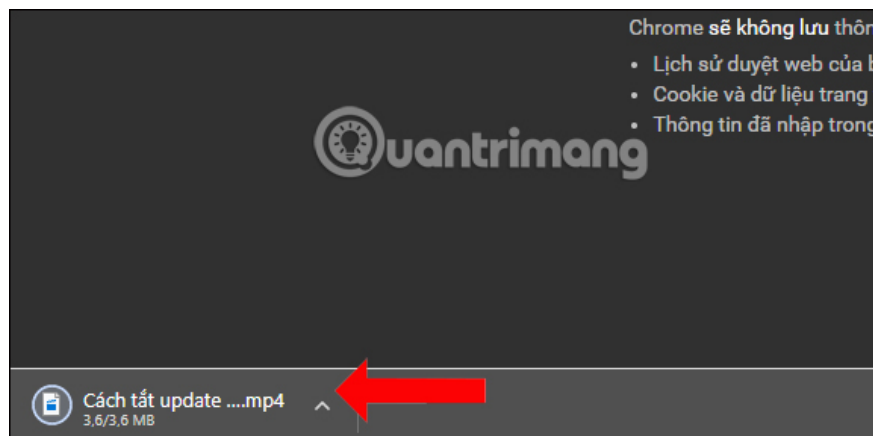 Chrome sẽ không lưu thôn
• Lịch sử duyệt web của b
• Cookie và dữ liệu trang
• Thông tin đã nhập trong
Quantrimang
Cách tắt update ....mp4
3,6/3,6 MB